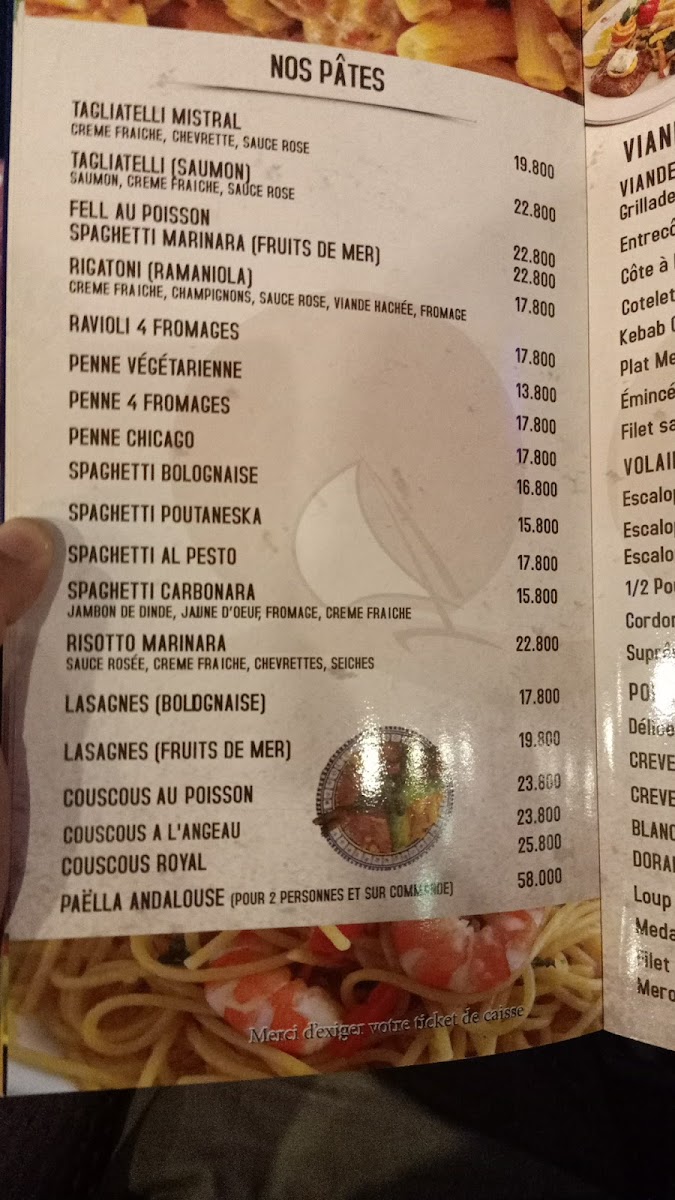 NOS PÂTES
TAGLIATELLI MISTRAL
CREME FRAICHE, CHEVRETTE, SAUCE ROSE
19.800
TAGLIATELLI (SAUMON)
SAUMON, CREME FRAICHE, SAUCE ROSE
22.800
FELL AU POISSON 22.800
SPAGHETTI MARINARA (FRUITS DE MER) 22.800
RIGATONI (RAMANIOLA) 17.800
CREME FRAICHE, CHAMPIGNONS, SAUCE ROSE, VIANDE HACHÉE, FROMAGE
RAVIOLI 4 FROMAGES 17.800
PENNE VÉGÉTARIENNE 13.800
PENNE 4 FROMAGES 17.800
PENNE CHICAGO 17.800
SPAGHETTI BOLOGNAISE 16.800
SPAGHETTI POUTANESKA 15.800
SPAGHETTI AL PESTO 17.800
SPAGHETTI CARBONARA 15.800
JAMBON DE DINDE, JAUNE D'OEUF, FROMAGE, CREME FRAICHE
RISOTTO MARINARA 22.800
SAUCE ROSÉE, CREME FRAICHE, CHEVRETTES, SEICHES
LASAGNES (BOLOGNAISE) 17.800
LASAGNES (FRUITS DE MER) 19.800
COUSCOUS AU POISSON 23.800
COUSCOUS A L'ANGEAU 23.800
COUSCOUS ROYAL 25.800
PAËLLA ANDALOUSE (POUR 2 PERSONNES ET SUR COMMANDE) 58.000
Merci d'exiger votre ticket de caisse
VIAN
VIANDE
Grillade
Entrecô
Côte à
Cotelet
Kebab
Plat Me
Émincé
Filet sa
VOLAI
Escalo
Escalo
Escalo
1/2 Po
Cordon
Suprê
PO
Délice
CREVE
CREVE
BLANC
DORA
Loup
Meda
Filet
Mero